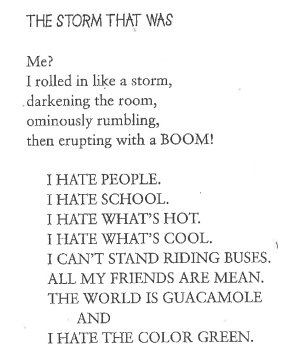 THE STORM THAT WAS
Me?
I rolled in like a storm,
darkening the room,
ominously rumbling,
then erupting with a BOOM!
I HATE PEOPLE.
I HATE SCHOOL.
I HATE WHAT'S HOT.
I HATE WHAT'S COOL.
I CAN'T STAND RIDING BUSES.
ALL MY FRIENDS ARE MEAN.
THE WORLD IS GUACAMOLE
AND
I HATE THE COLOR GREEN.